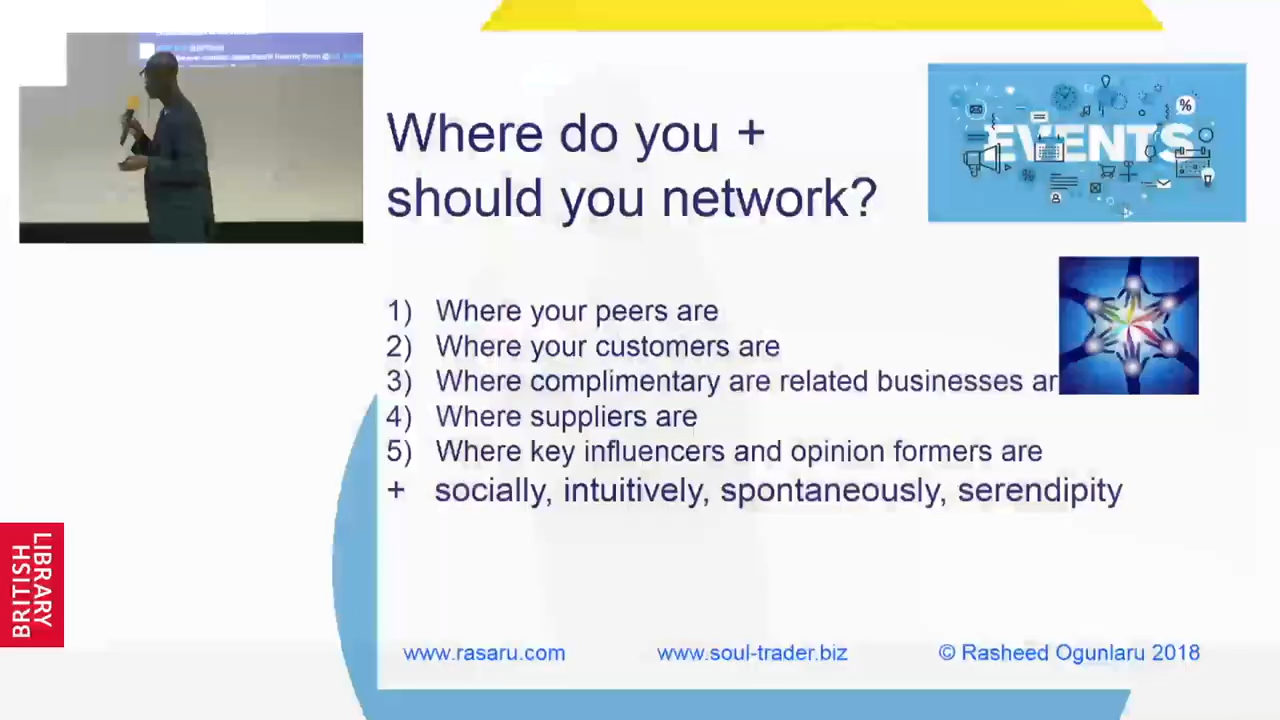 Where do you +
should you network?
EVENTS
1) Where your peers are
2) Where your customers are
3) Where complimentary are related businesses ar
4) Where suppliers are
5) Where key influencers and opinion formers are
+ socially, intuitively, spontaneously, serendipity
BRITISH
LIBRARY
www.rasaru.com www.soul-trader.biz © Rasheed Ogunlaru 2018